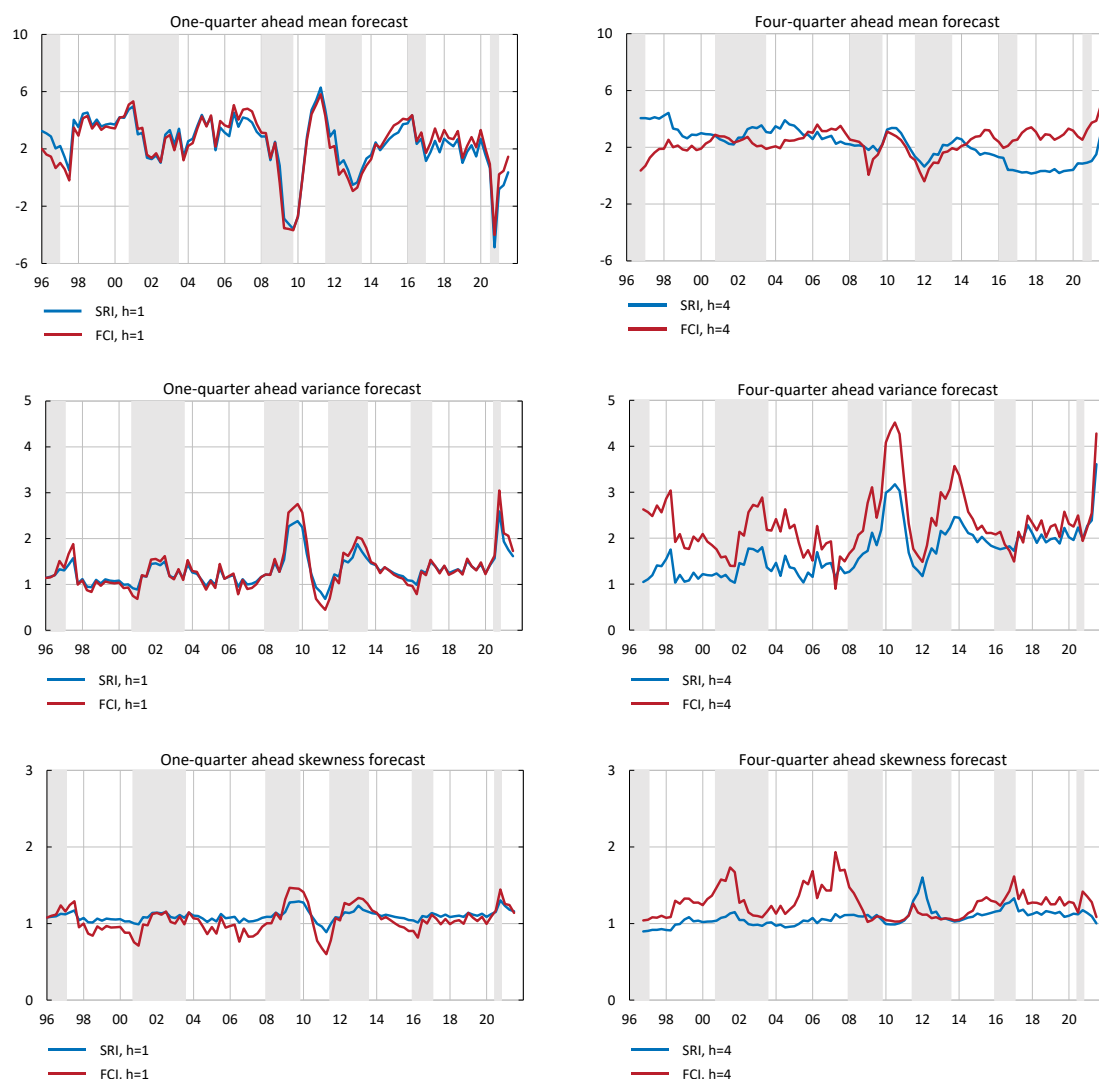 One-quarter ahead mean forecast
10
6
2
-2
-6
96 98 00 02 04 06 08 10 12 14 16 18 20
SRI, h=1
FCI, h=1
Four-quarter ahead mean forecast
10
6
2
-2
-6
96 98 00 02 04 06 08 10 12 14 16 18 20
SRI, h=4
FCI, h=4
One-quarter ahead variance forecast
5
4
3
2
1
0
96 98 00 02 04 06 08 10 12 14 16 18 20
SRI, h=1
FCI, h=1
Four-quarter ahead variance forecast
5
4
3
2
1
0
96 98 00 02 04 06 08 10 12 14 16 18 20
SRI, h=4
FCI, h=4
One-quarter ahead skewness forecast
3
2
1
0
96 98 00 02 04 06 08 10 12 14 16 18 20
SRI, h=1
FCI, h=1
Four-quarter ahead skewness forecast
3
2
1
0
96 98 00 02 04 06 08 10 12 14 16 18 20
SRI, h=4
FCI, h=4